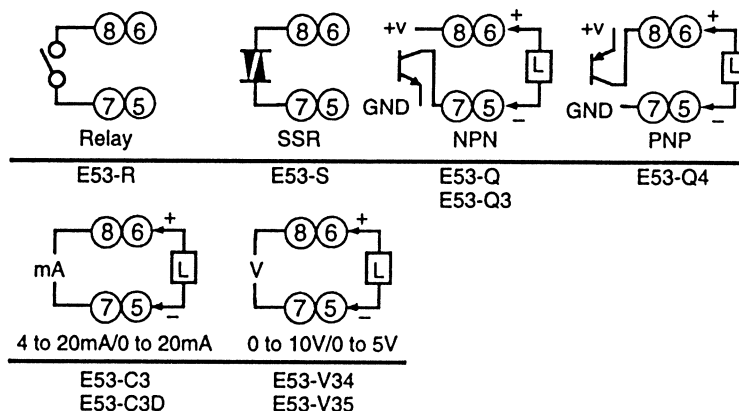 8 6
7 5
Relay
E53-R
8 6
7 5
SSR
E53-S
+v 8 6 +
L
GND 7 5 −
NPN
E53-Q
E53-Q3
+v 8 6 +
L
GND 7 5 −
PNP
E53-Q4
8 6 +
mA L
7 5 −
4 to 20mA/0 to 20mA
E53-C3
E53-C3D
8 6 +
V L
7 5 −
0 to 10V/0 to 5V
E53-V34
E53-V35